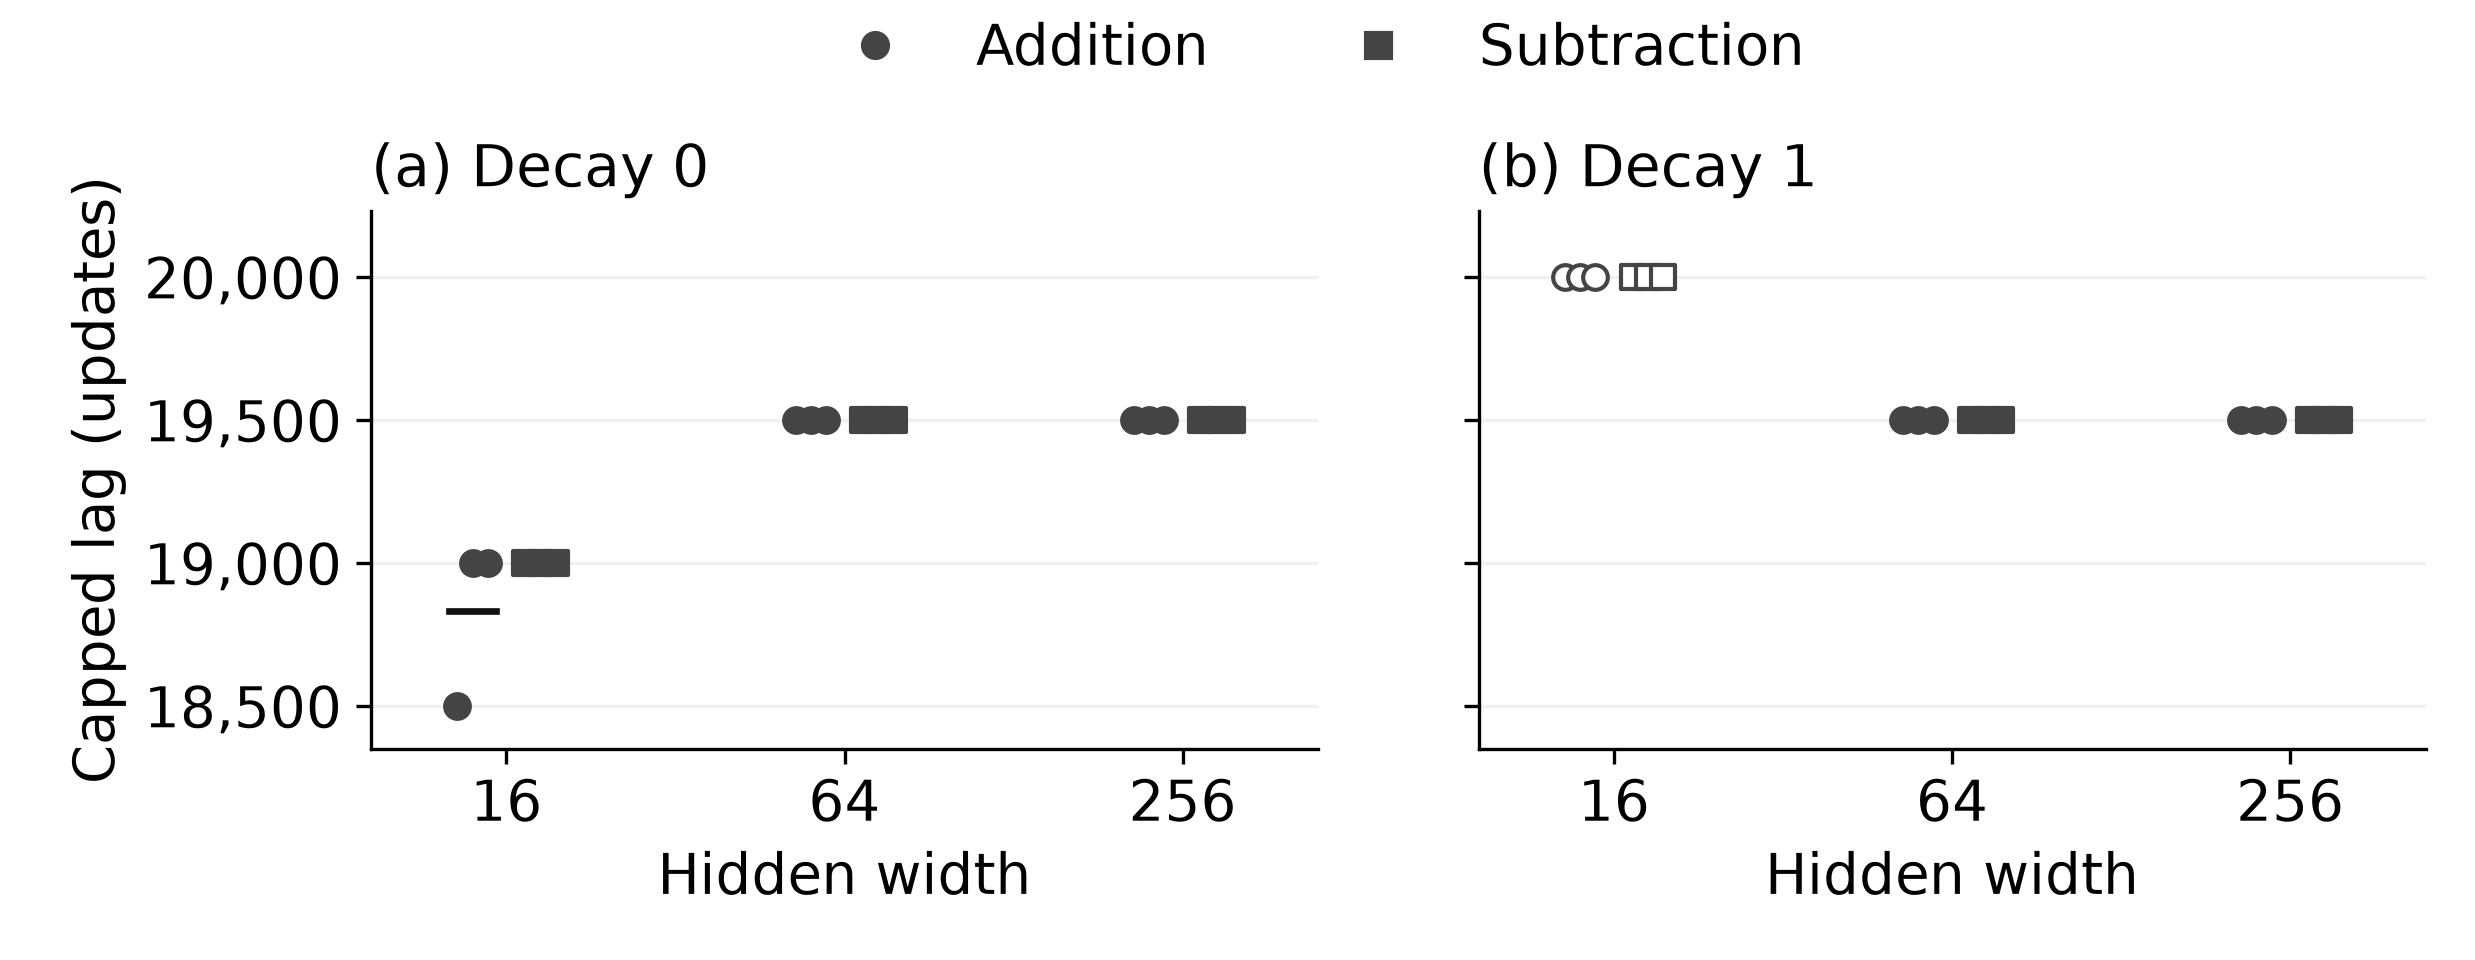 Addition Subtraction
(a) Decay 0
(b) Decay 1
Capped lag (updates)
20,000
19,500
19,000
18,500
16 64 256
16 64 256
Hidden width
Hidden width